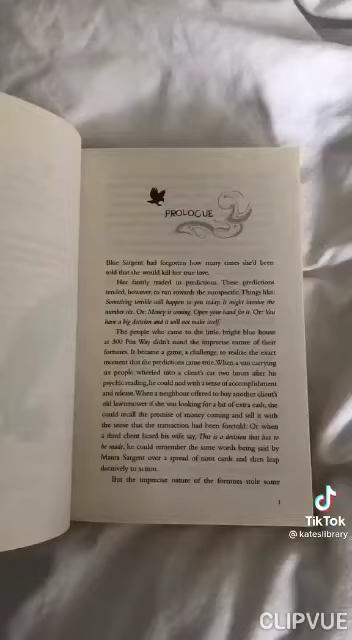 PROLOGUE
Blue Sargent had forgotten how many times she'd been
told that she would kill her true love.
Her family traded in predictions. These predictions
tended, however, to run towards the nonspecific. Things like:
Something terrible will happen to you today. It might involve the
number six. Or: Money is coming. Open your hand for it. Or: You
have a big decision and it will not make itself.
The people who came to the little, bright blue house
at 300 Fox Way didn't mind the imprecise nature of their
fortunes. It became a game, a challenge, to realize the exact
moment that the predictions came true. When a van carrying
six people wheeled into a client's car two hours after his
psychic reading, he could nod with a sense of accomplishment
and release. When a neighbour offered to buy another client's
old lawnmower if she was looking for a bit of extra cash, she
could recall the promise of money coming and sell it with
the sense that the transaction had been foretold. Or when
a third client heard his wife say, This is a decision that has to
be made, he could remember the same words being said by
Maura Sargent over a spread of tarot cards and then leap
decisively to action.
But the imprecise nature of the fortunes stole some
1
TikTok
@kateslibrary
CLIPVUE